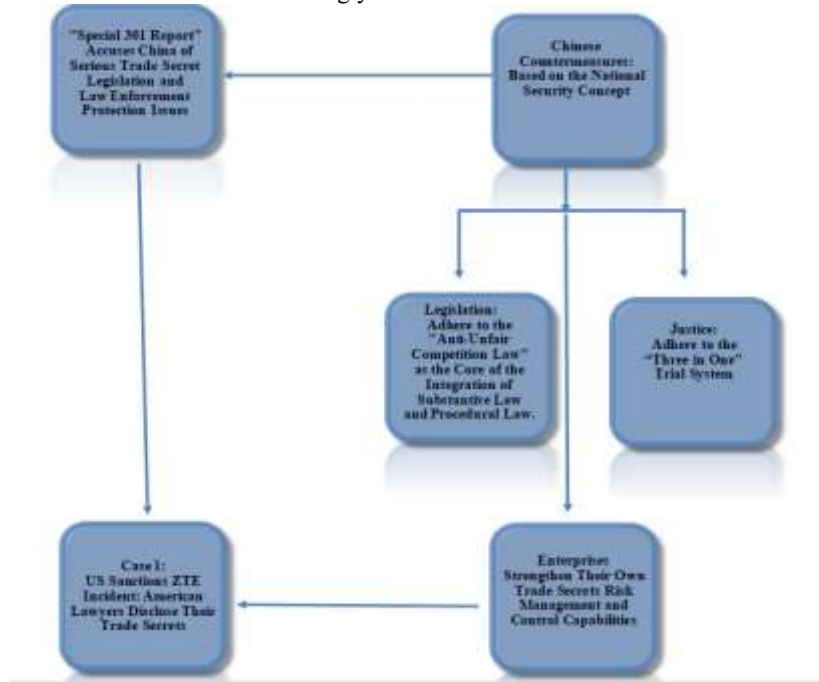 "Special 301 Report"
Accuses China of
Serious Trade Secret
Legislation and
Law Enforcement
Protection Issues
Chinese
Countermeasures:
Based on the National
Security Concept
Legislation:
Adhere to the
"Anti-Unfair
Competition Law"
as the Core of the
Integration of
Substantive Law
and Procedural Law.
Justice:
Adhere to the
"Three in One"
Trial System
Case 1:
US Sanctions ZTE
Incident: American
Lawyers Disclose Their
Trade Secrets
Enterprises
Strengthen Their Own
Trade Secrets Risk
Management and
Control Capabilities